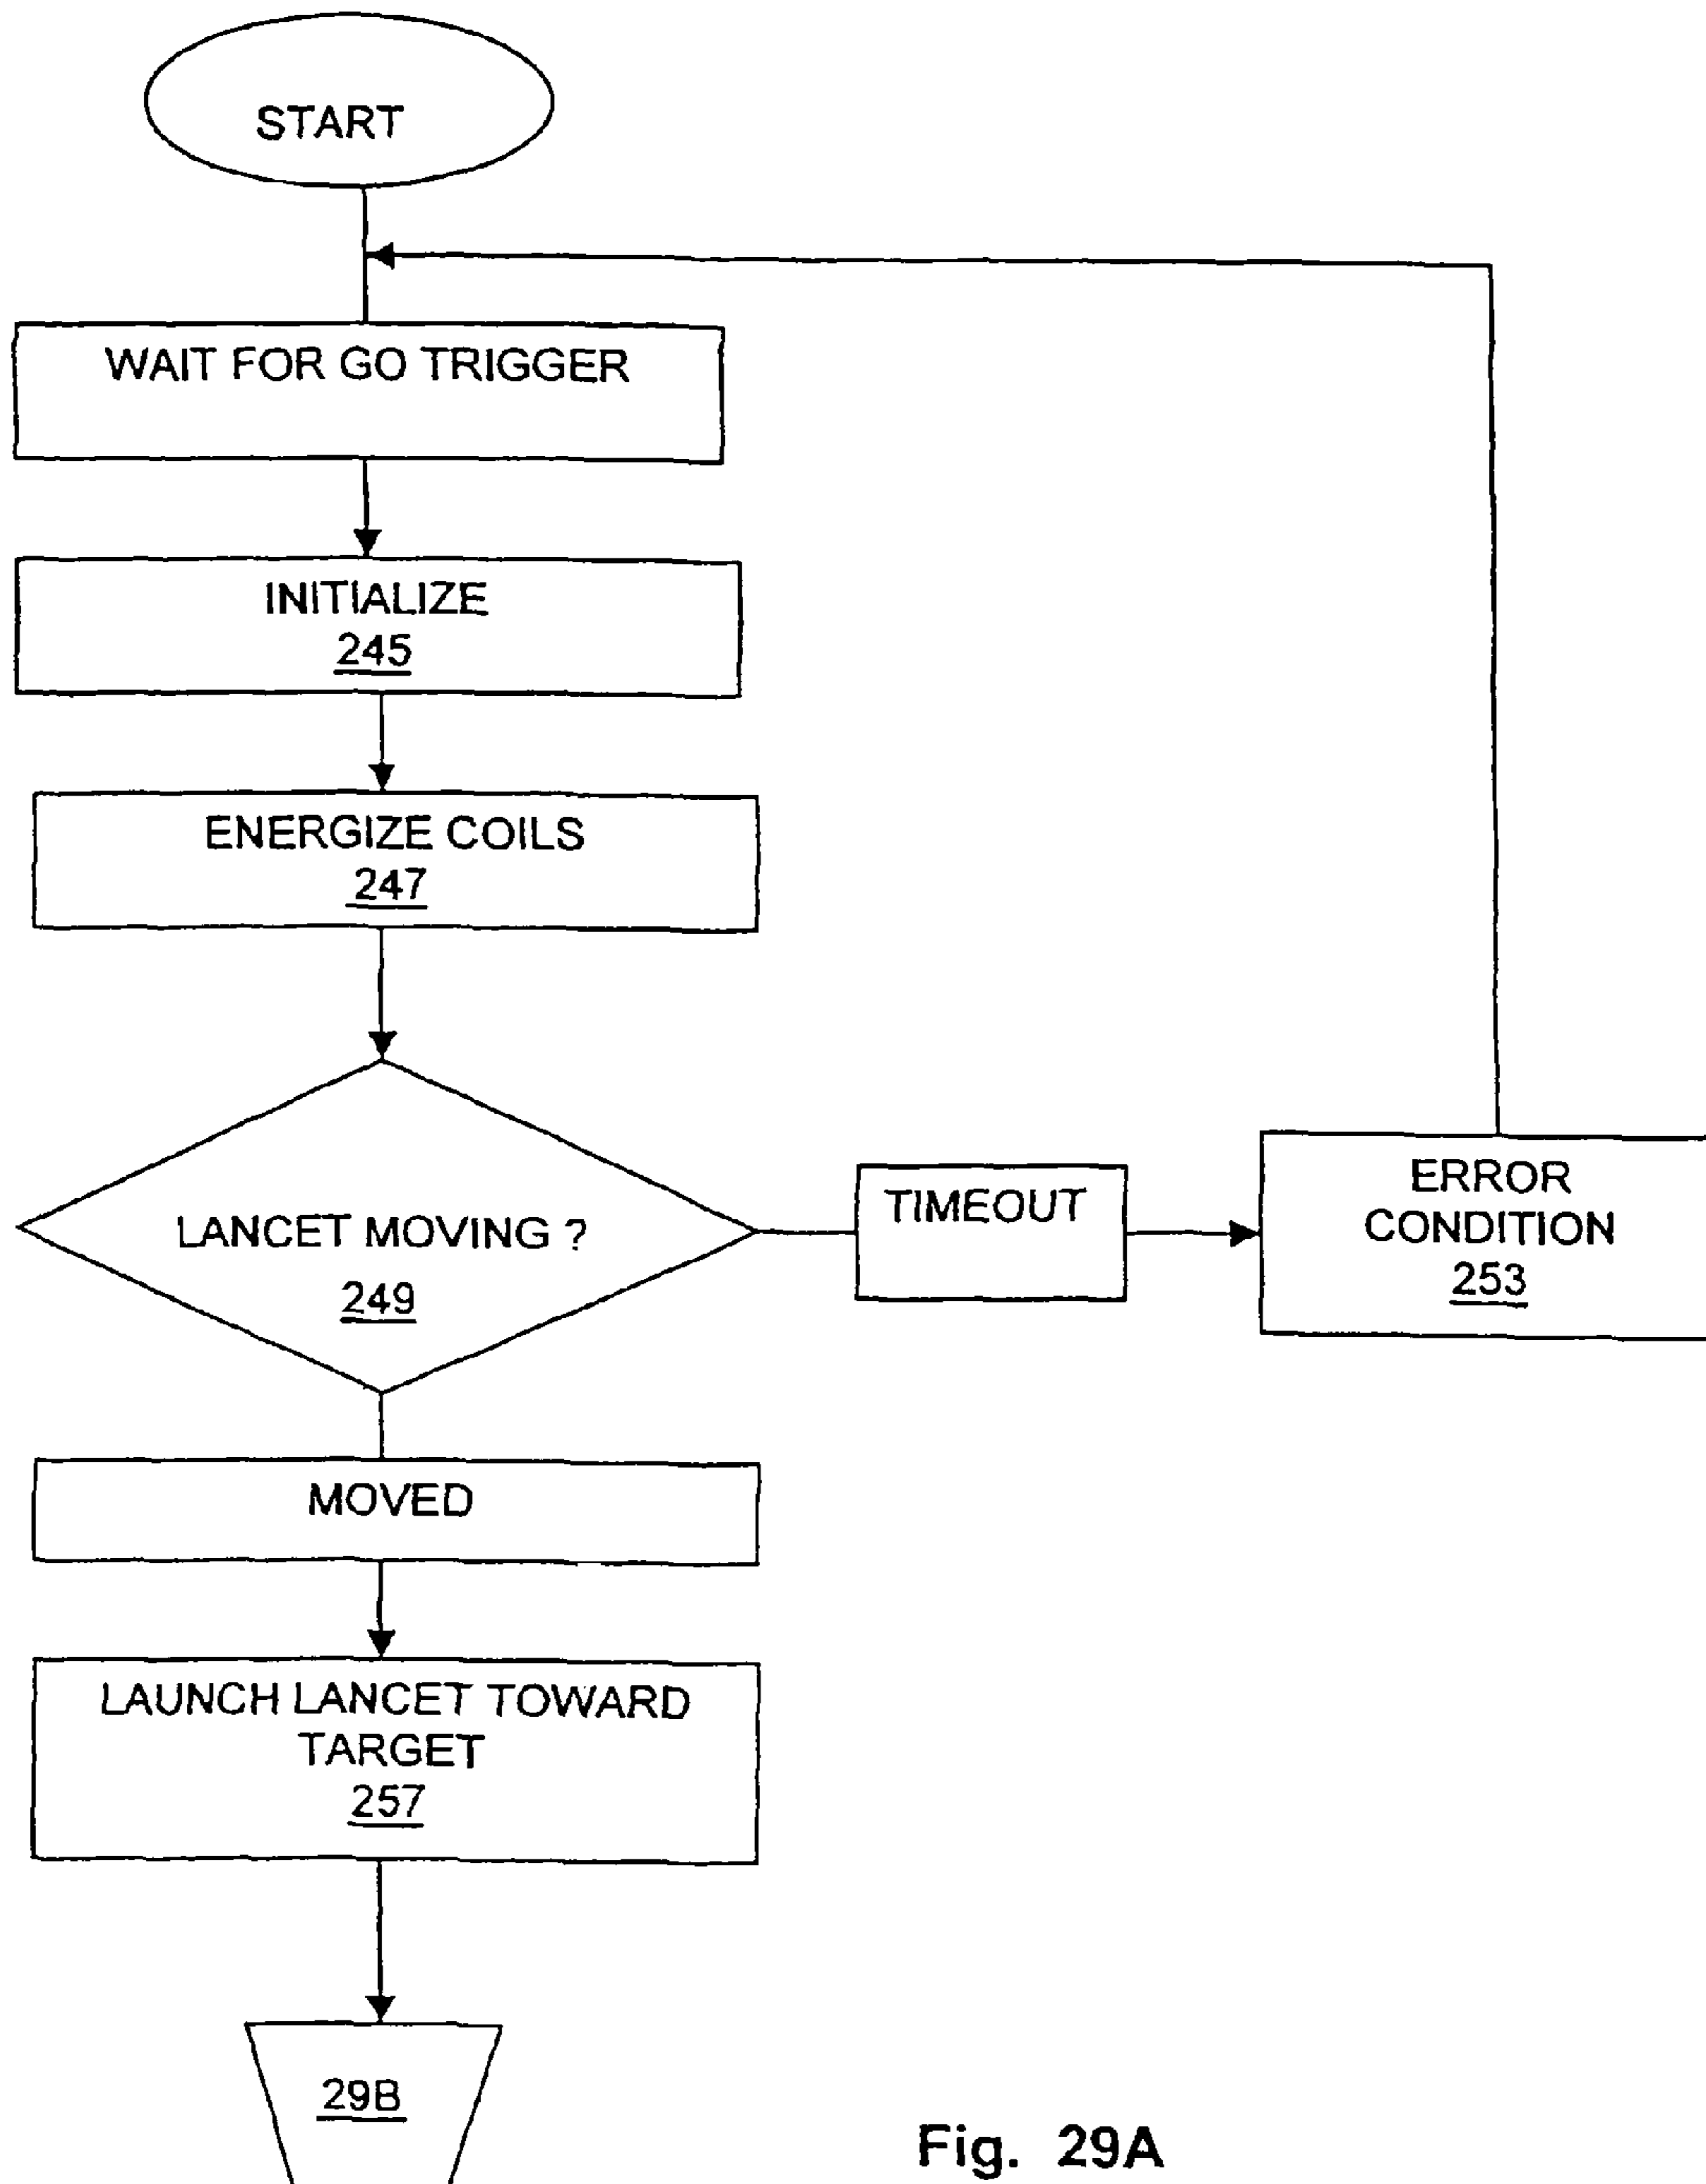 START
WAIT FOR GO TRIGGER
INITIALIZE
245
ENERGIZE COILS
247
LANCET MOVING ?
249
TIMEOUT
ERROR
CONDITION
253
MOVED
LAUNCH LANCET TOWARD
TARGET
257
29B
Fig. 29A